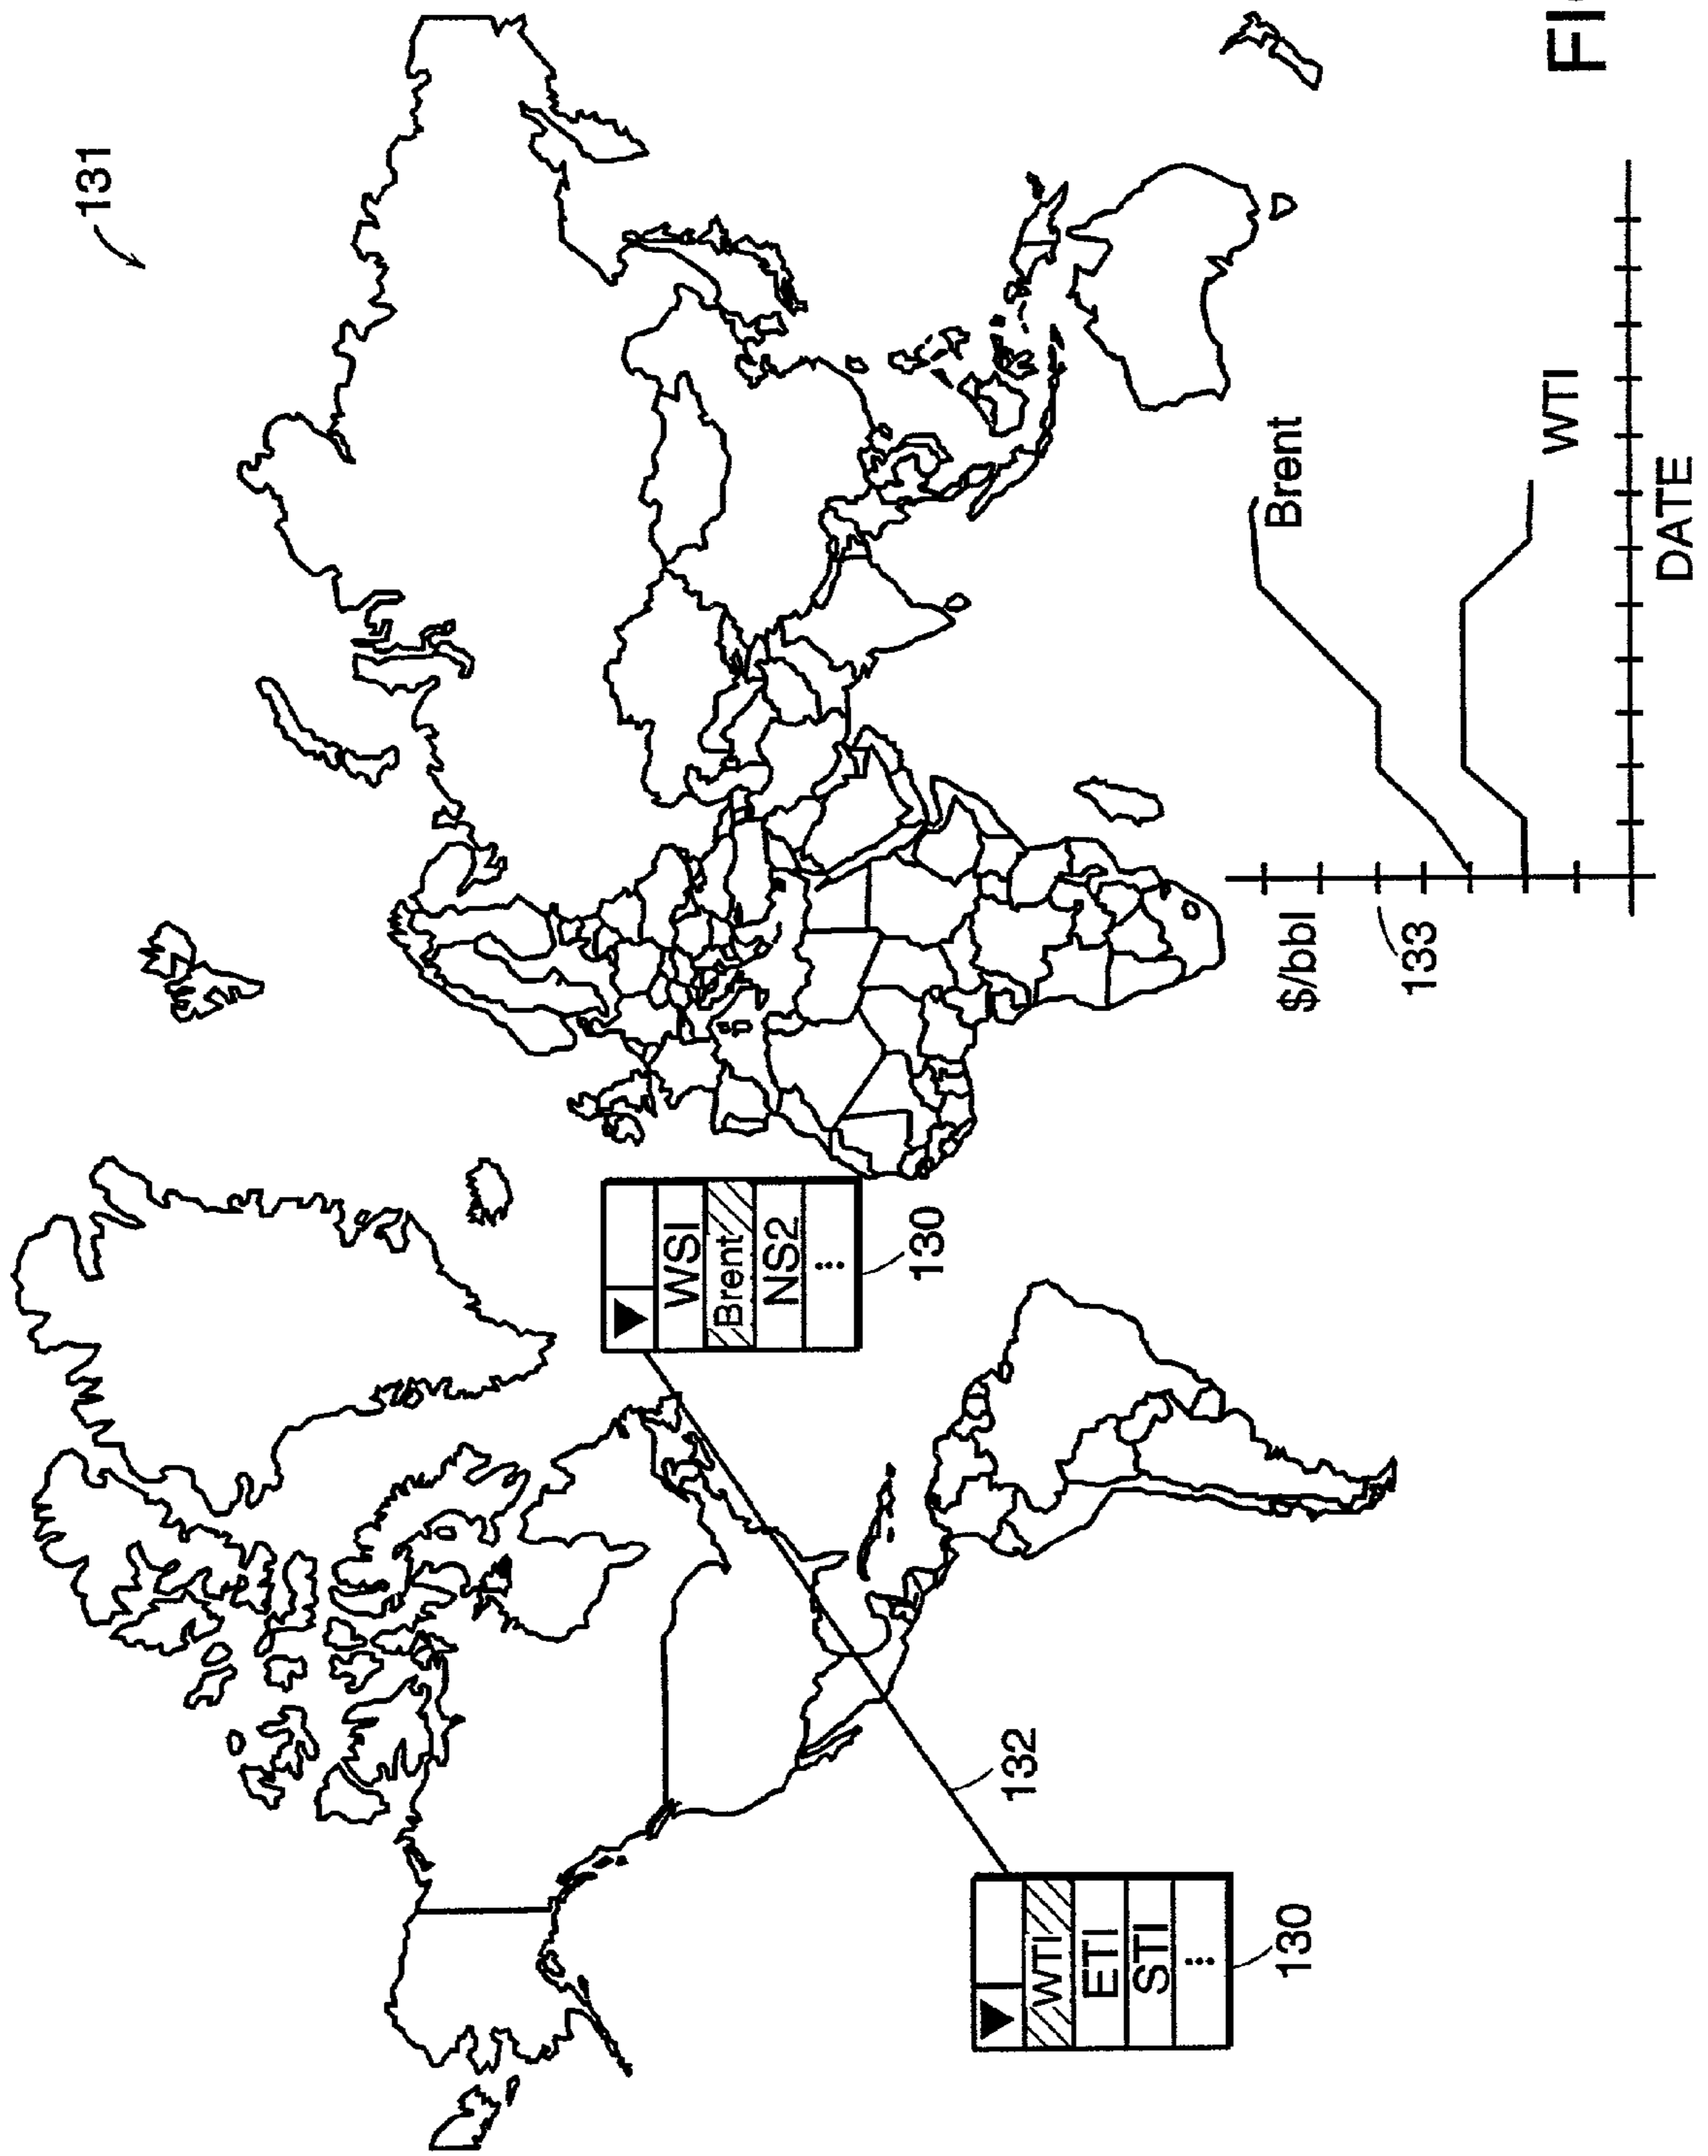 131
WSI
Brent
NS2
⋮
130
132
WTI
ETI
STI
⋮
130
$/bbl
133
Brent
WTI
DATE